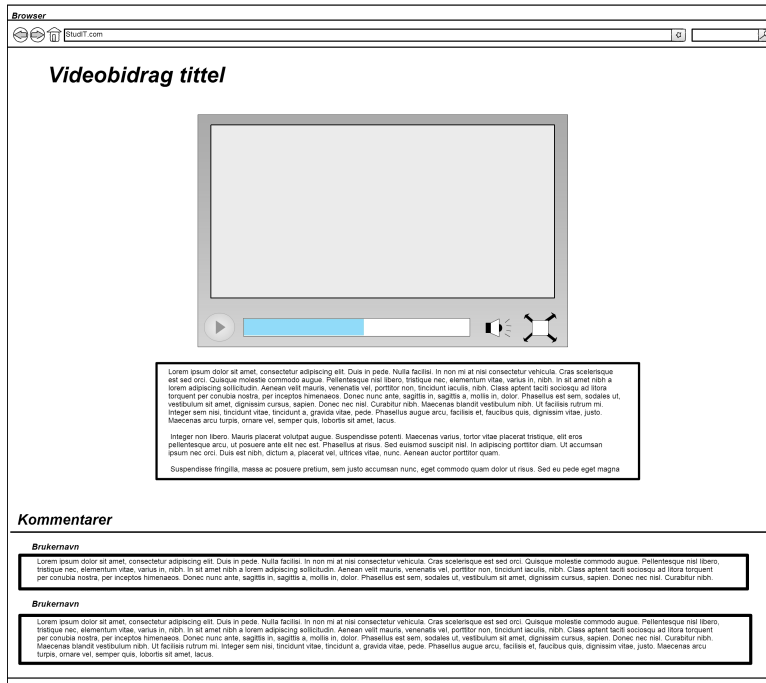 Browser
StudIT.com
Videobidrag tittel
Lorem ipsum dolor sit amet, consectetur adipiscing elit. Duis in pede. Nulla facilisi. In non mi at nisi consectetur vehicula. Cras scelerisque
est sed orci. Quisque molestie commodo augue. Pellentesque nisl libero, tristique nec, elementum vitae, varius in, nibh. In sit amet nibh a
lorem adipiscing sollicitudin. Aenean velit mauris, venenatis vel, porttitor non, tincidunt iaculis, nibh. Class aptent taciti sociosqu ad litora
torquent per conubia nostra, per inceptos himenaeos. Donec nunc ante, sagittis in, sagittis a, mollis in, dolor. Phasellus est sem, sodales ut,
vestibulum sit amet, dignissim cursus, sapien. Donec nec nisl. Curabitur nibh. Maecenas blandit vestibulum nibh. Ut facilisis rutrum mi.
Integer sem nisi, tincidunt vitae, tincidunt a, gravida vitae, pede. Phasellus augue arcu, facilisis et, faucibus quis, dignissim vitae, justo.
Maecenas arcu turpis, ornare vel, semper quis, lobortis sit amet, lacus.
Integer non libero. Mauris placerat volutpat augue. Suspendisse potenti. Maecenas varius, tortor vitae placerat tristique, elit eros
pellentesque arcu, ut posuere ante elit nec est. Phasellus at risus. Sed euismod suscipit nisl. In adipiscing porttitor diam. Ut accumsan
ipsum nec orci. Duis est nibh, dictum a, placerat vel, ultrices vitae, nunc. Aenean auctor porttitor quam.
Suspendisse fringilla, massa ac posuere pretium, sem justo accumsan nunc, eget commodo quam dolor ut risus. Sed eu pede eget magna
Kommentarer
Brukernavn
Lorem ipsum dolor sit amet, consectetur adipiscing elit. Duis in pede. Nulla facilisi. In non mi at nisi consectetur vehicula. Cras scelerisque est sed orci. Quisque molestie commodo augue. Pellentesque nisl libero,
tristique nec, elementum vitae, varius in, nibh. In sit amet nibh a lorem adipiscing sollicitudin. Aenean velit mauris, venenatis vel, porttitor non, tincidunt iaculis, nibh. Class aptent taciti sociosqu ad litora torquent
per conubia nostra, per inceptos himenaeos. Donec nunc ante, sagittis in, sagittis a, mollis in, dolor. Phasellus est sem, sodales ut, vestibulum sit amet, dignissim cursus, sapien. Donec nec nisl. Curabitur nibh.
Brukernavn
Lorem ipsum dolor sit amet, consectetur adipiscing elit. Duis in pede. Nulla facilisi. In non mi at nisi consectetur vehicula. Cras scelerisque est sed orci. Quisque molestie commodo augue. Pellentesque nisl libero,
tristique nec, elementum vitae, varius in, nibh. In sit amet nibh a lorem adipiscing sollicitudin. Aenean velit mauris, venenatis vel, porttitor non, tincidunt iaculis, nibh. Class aptent taciti sociosqu ad litora torquent
per conubia nostra, per inceptos himenaeos. Donec nunc ante, sagittis in, sagittis a, mollis in, dolor. Phasellus est sem, sodales ut, vestibulum sit amet, dignissim cursus, sapien. Donec nec nisl. Curabitur nibh.
Maecenas blandit vestibulum nibh. Ut facilisis rutrum mi. Integer sem nisi, tincidunt vitae, tincidunt a, gravida vitae, pede. Phasellus augue arcu, facilisis et, faucibus quis, dignissim vitae, justo. Maecenas arcu
turpis, ornare vel, semper quis, lobortis sit amet, lacus.